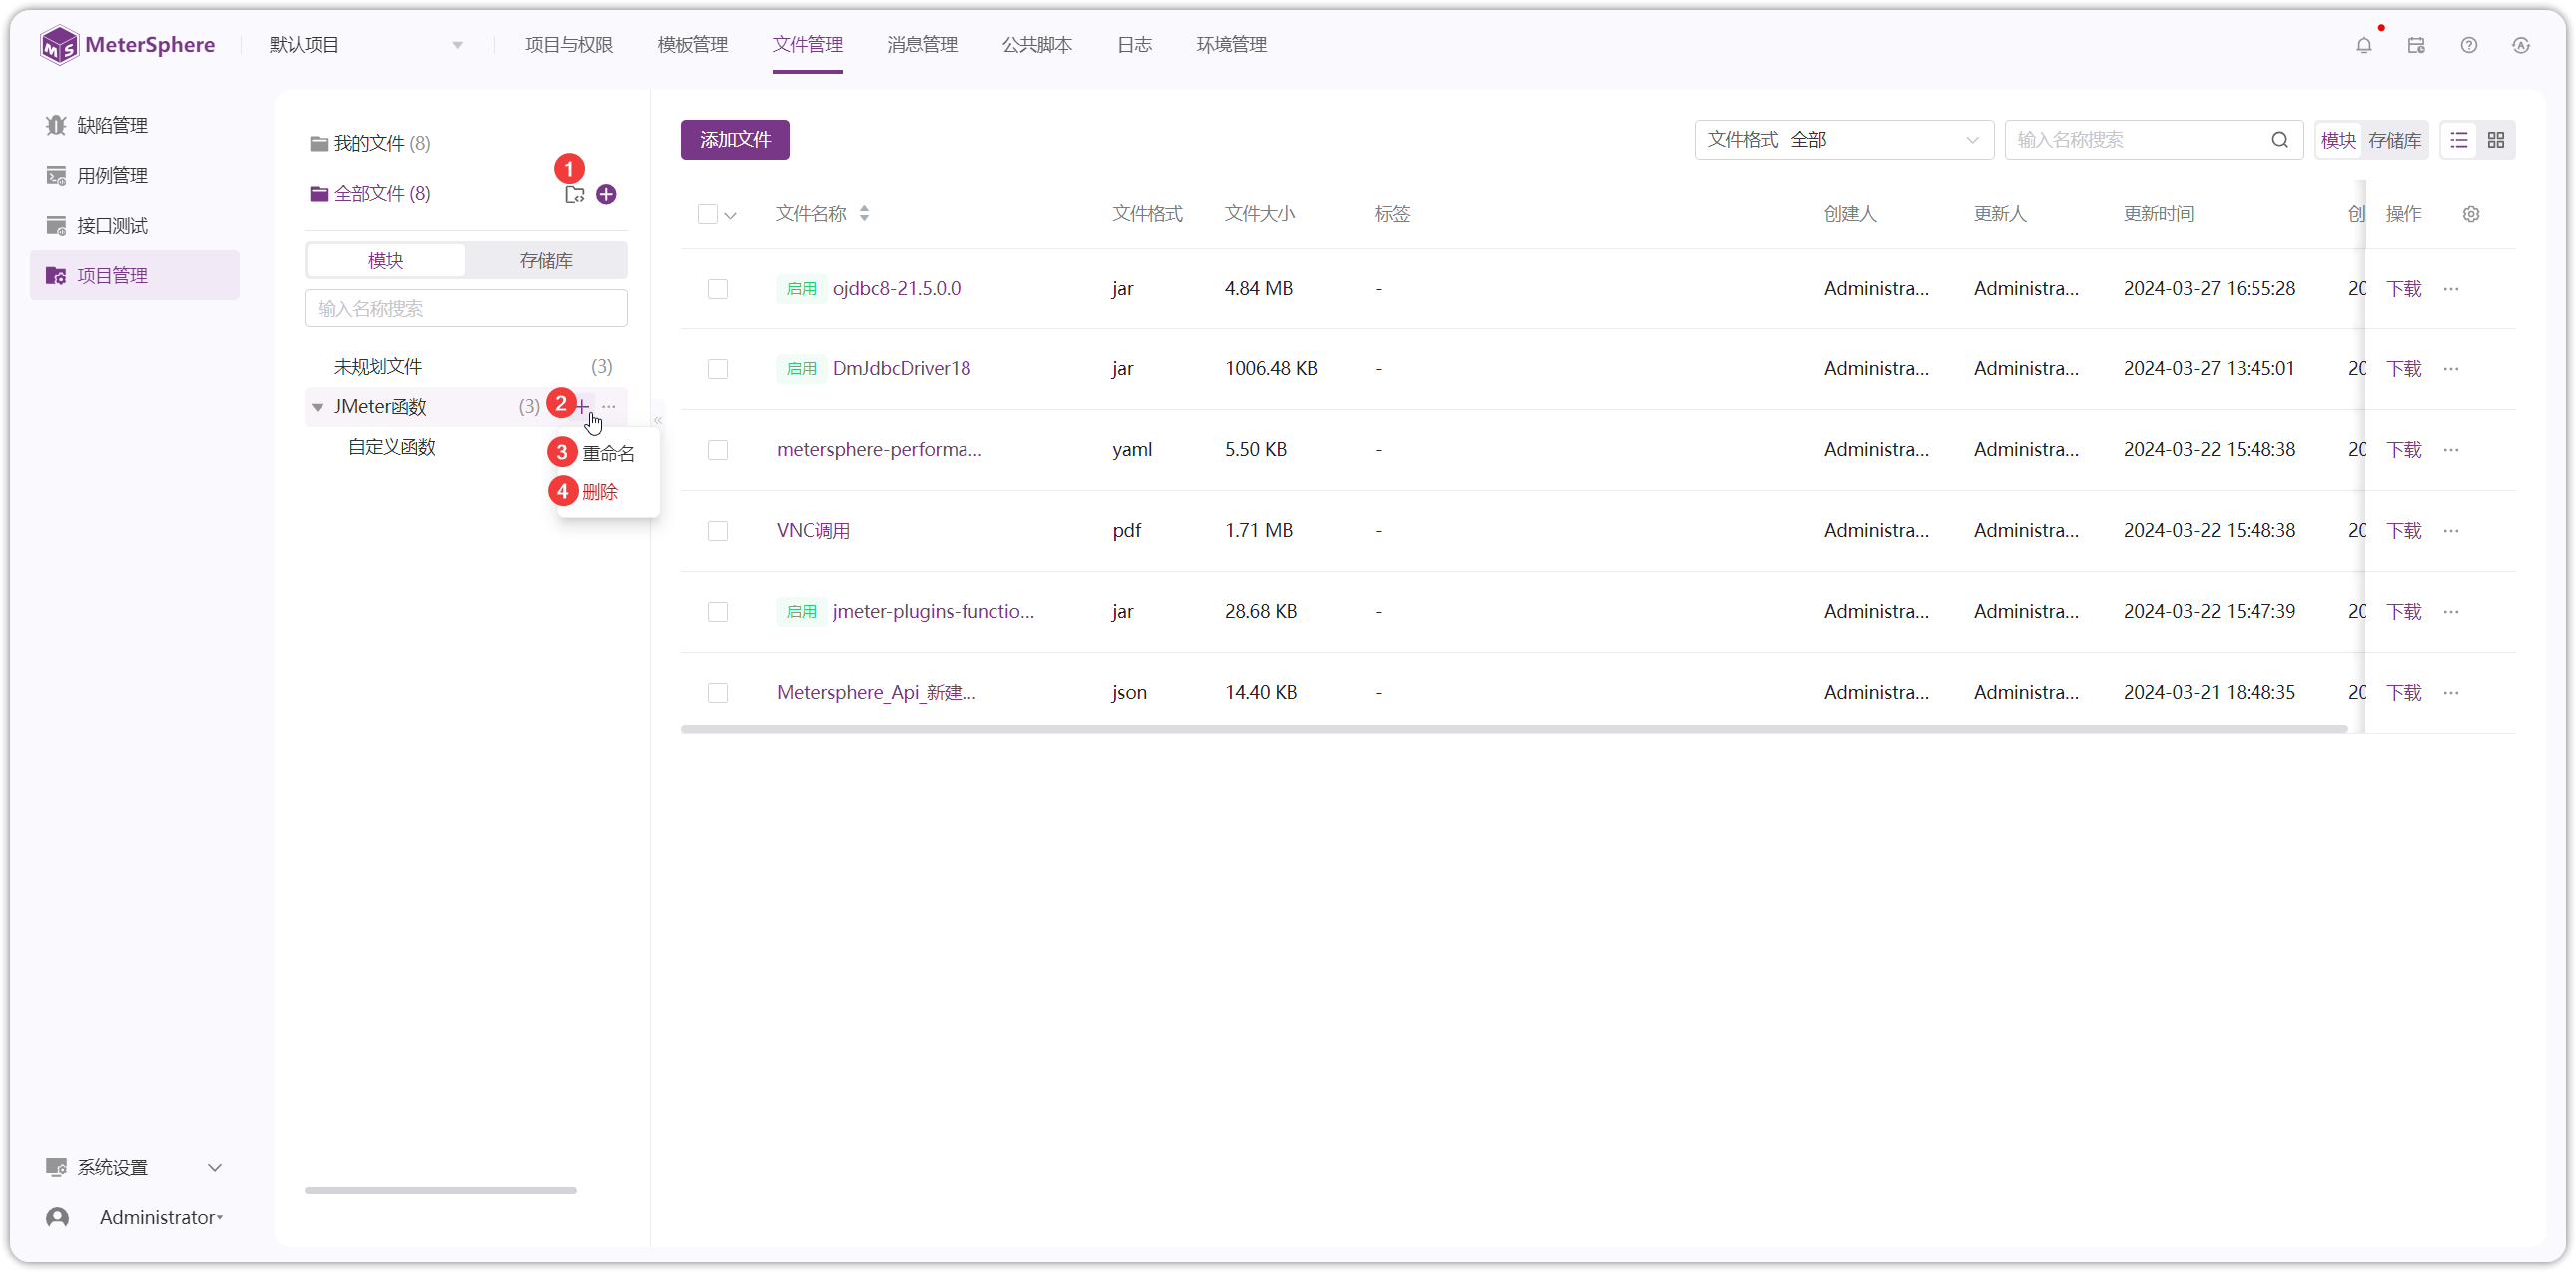 MeterSphere 默认项目 项目与权限 模板管理 文件管理 消息管理 公共脚本 日志 环境管理
缺陷管理
用例管理
接口测试
项目管理
系统设置
Administrator
我的文件 (8)
1
全部文件 (8)
模块 存储库
输入名称搜索
未规划文件 (3)
JMeter函数 (3) 2
自定义函数
3 重命名
4 删除
添加文件 文件格式 全部 输入名称搜索 模块 存储库
文件名称 文件格式 文件大小 标签 创建人 更新人 更新时间 创 操作
启用 ojdbc8-21.5.0.0 jar 4.84 MB - Administra... Administra... 2024-03-27 16:55:28 20 下载 ...
启用 DmJdbcDriver18 jar 1006.48 KB - Administra... Administra... 2024-03-27 13:45:01 20 下载 ...
metersphere-performa... yaml 5.50 KB - Administra... Administra... 2024-03-22 15:48:38 20 下载 ...
VNC调用 pdf 1.71 MB - Administra... Administra... 2024-03-22 15:48:38 20 下载 ...
启用 jmeter-plugins-functio... jar 28.68 KB - Administra... Administra... 2024-03-22 15:47:39 20 下载 ...
Metersphere_Api_新建... json 14.40 KB - Administra... Administra... 2024-03-21 18:48:35 20 下载 ...